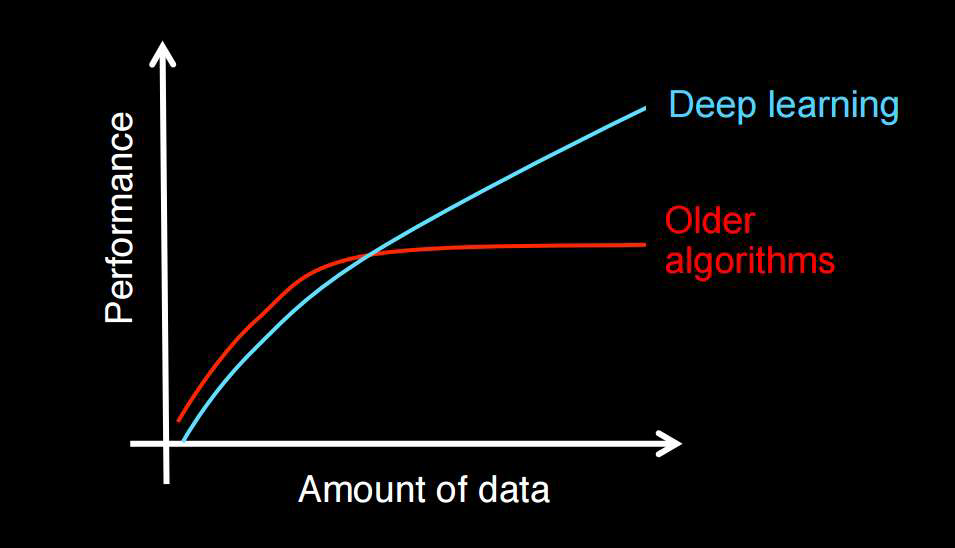 Deep learning
Older
algorithms
Performance
Amount of data